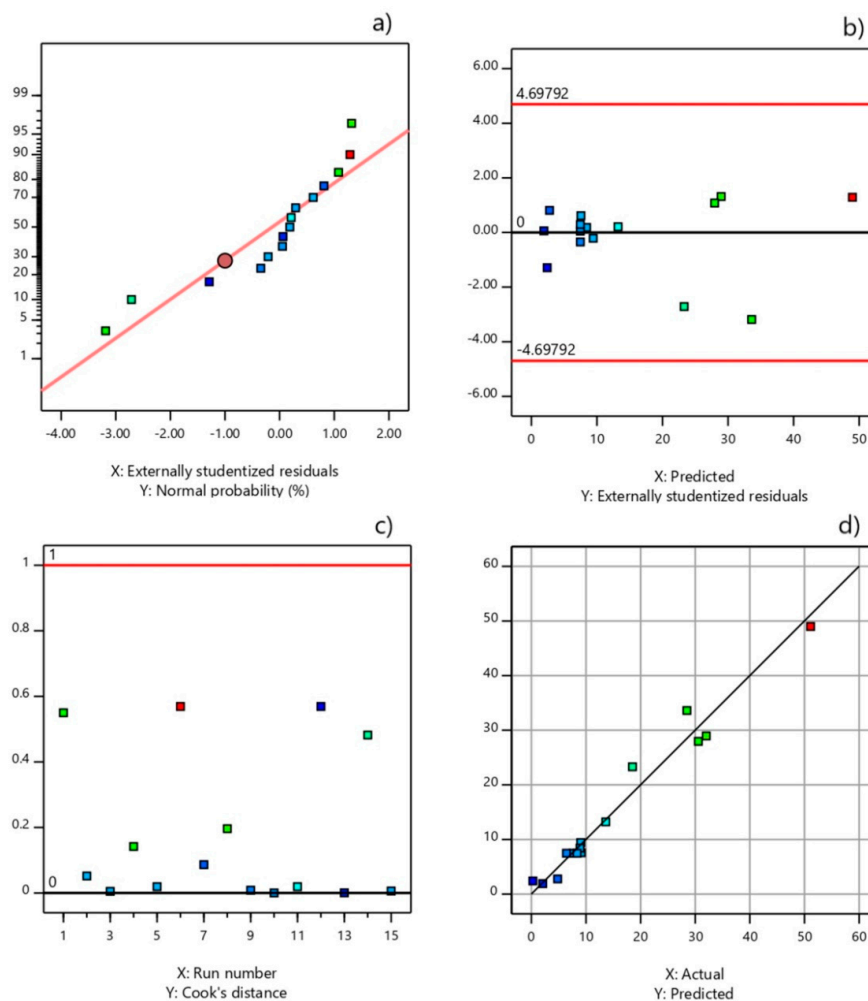 a)
99
95
90
80
70
50
30
20
10
5
1
-4.00 -3.00 -2.00 -1.00 0.00 1.00 2.00
X: Externally studentized residuals
Y: Normal probability (%)
b)
6.00
4.69792
4.00
2.00
0.00 0
-2.00
-4.00
-4.69792
-6.00
0 10 20 30 40 50
X: Predicted
Y: Externally studentized residuals
c)
1 1
0.8
0.6
0.4
0.2
0 0
1 3 5 7 9 11 13 15
X: Run number
Y: Cook's distance
d)
60
50
40
30
20
10
0
0 10 20 30 40 50 60
X: Actual
Y: Predicted